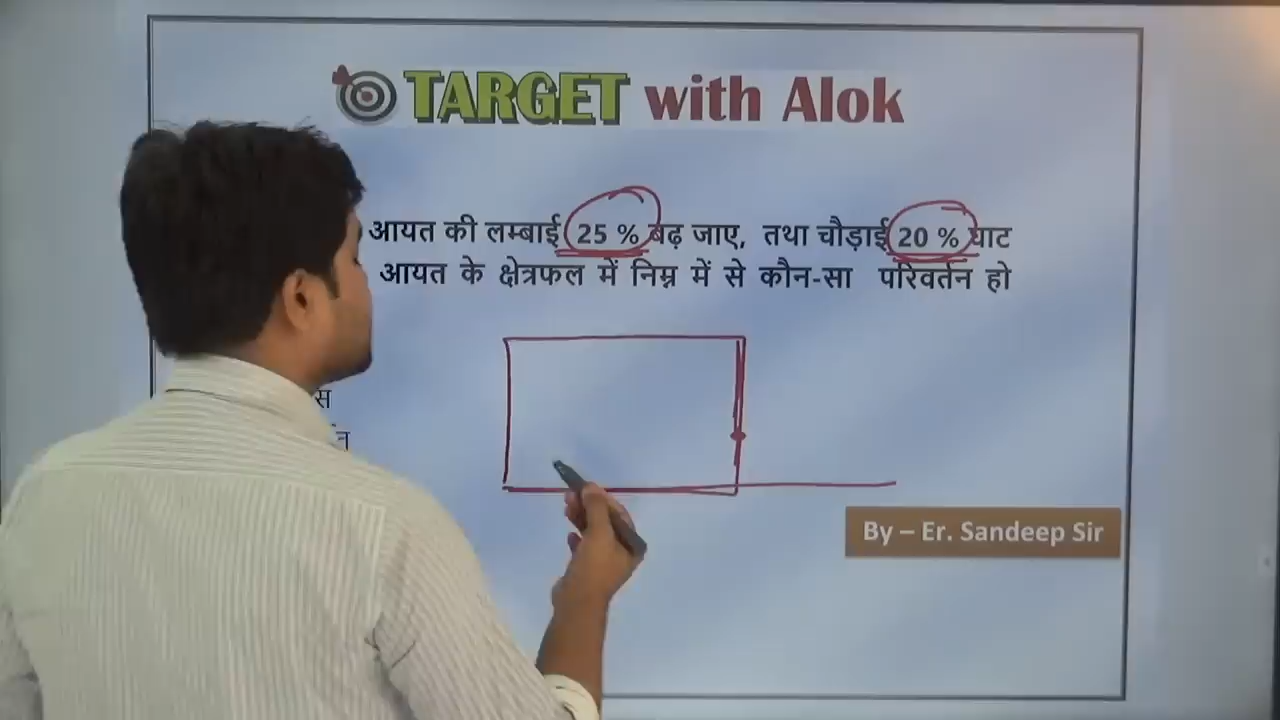 TARGET with Alok
आयत की लम्बाई 25 % बढ़ जाए, तथा चौड़ाई 20 % घाट
आयत के क्षेत्रफल में निम्न में से कौन-सा परिवर्तन हो
By – Er. Sandeep Sir